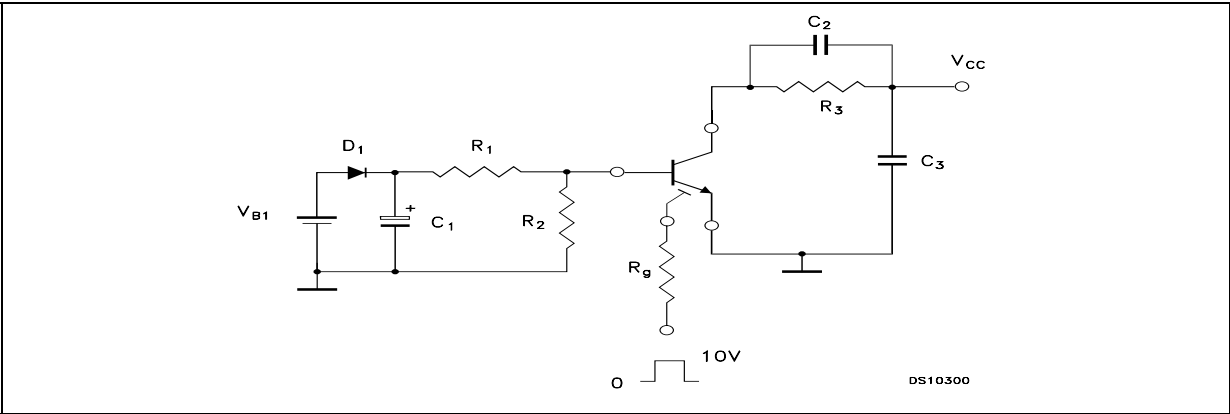 C2
VCC
R3
D1
R1
C3
VB1
+
C1
R2
Rg
10V
0
DS10300